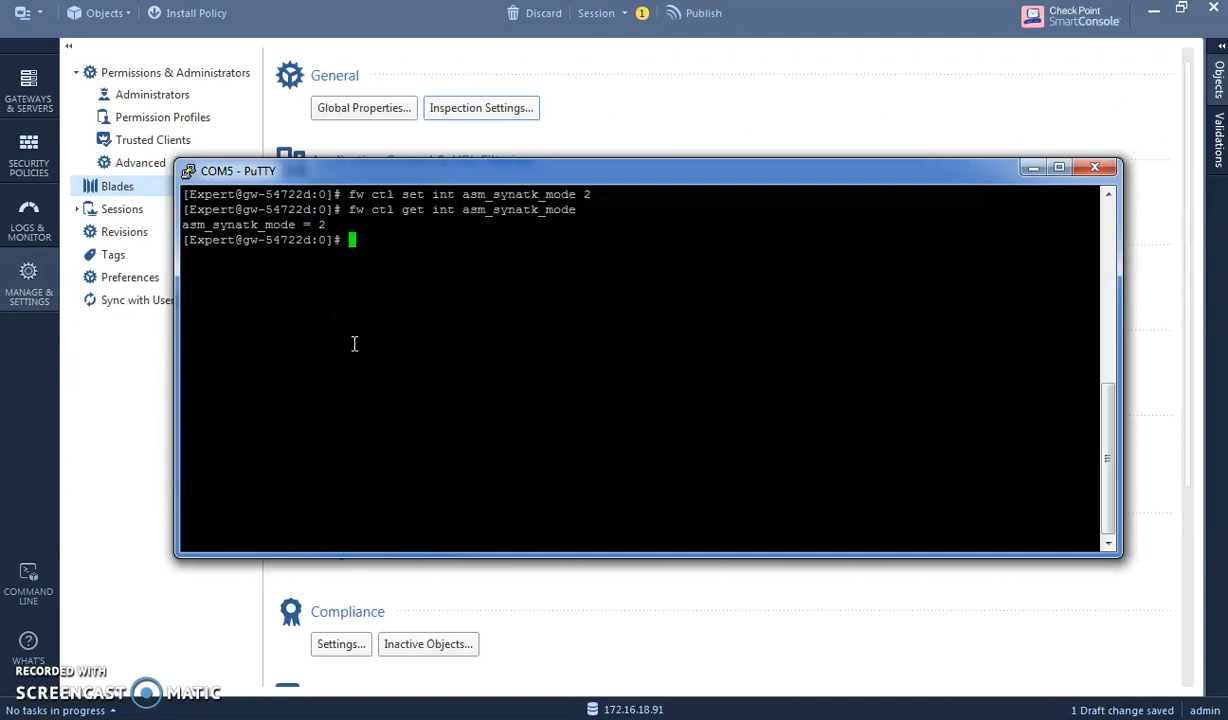 Objects
Install Policy
Discard
Session
1
Publish
Check Point
SmartConsole
GATEWAYS
& SERVERS
SECURITY
POLICIES
LOGS &
MONITOR
MANAGE &
SETTINGS
COMMAND
LINE
WHAT'S
Permissions & Administrators
Administrators
Permission Profiles
Trusted Clients
Advanced
Blades
Sessions
Revisions
Tags
Preferences
Sync with User
General
Global Properties...
Inspection Settings...
COM5 - PuTTY
[Expert@gw-54722d:0]# fw ctl set int asm_synatk_mode 2
[Expert@gw-54722d:0]# fw ctl get int asm_synatk_mode
asm_synatk_mode = 2
[Expert@gw-54722d:0]#
Compliance
Settings...
Inactive Objects...
Objects
Validations
RECORDED WITH
SCREENCAST MATIC
No tasks in progress
172.16.18.91
1 Draft change saved
admin